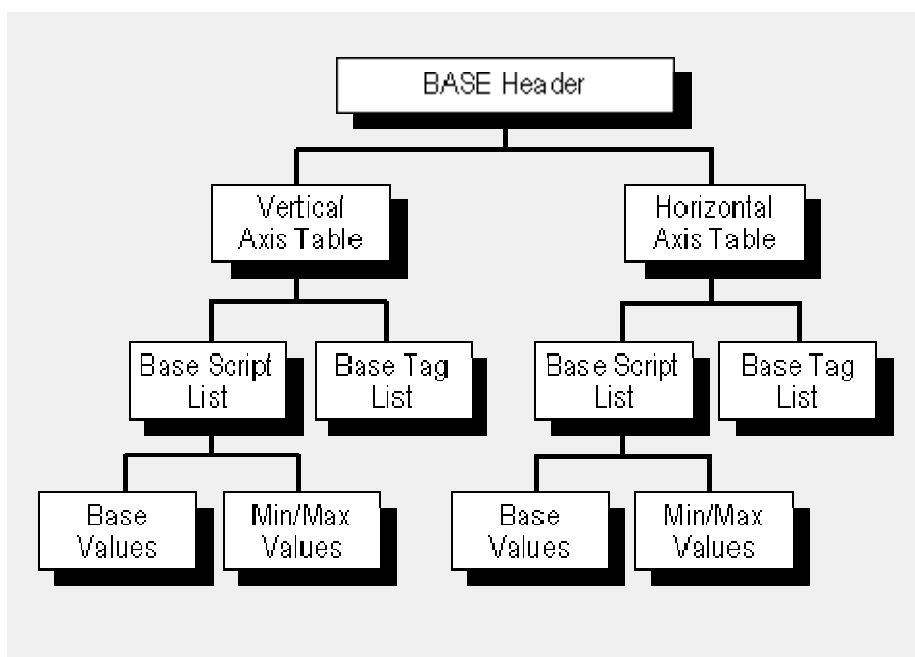 BASE Header
Vertical
Axis Table
Horizontal
Axis Table
Base Script
List
Base Tag
List
Base Script
List
Base Tag
List
Base
Values
Min/Max
Values
Base
Values
Min/Max
Values